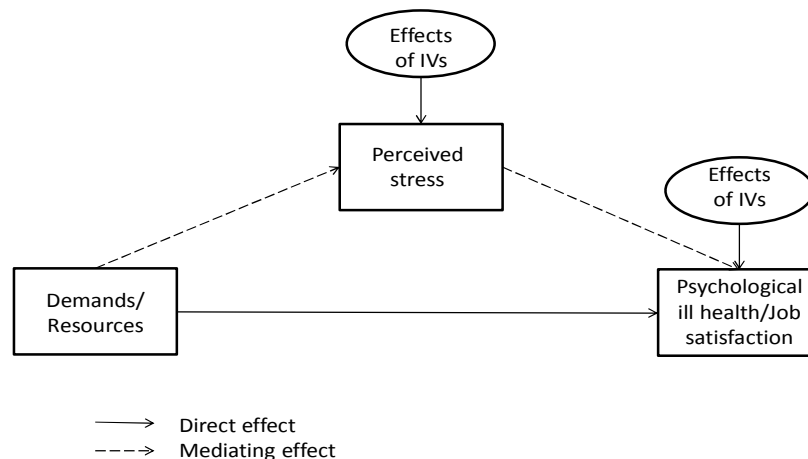 Effects
of IVs
Perceived
stress
Effects
of IVs
Demands/
Resources
Psychological
ill health/Job
satisfaction
Direct effect
Mediating effect